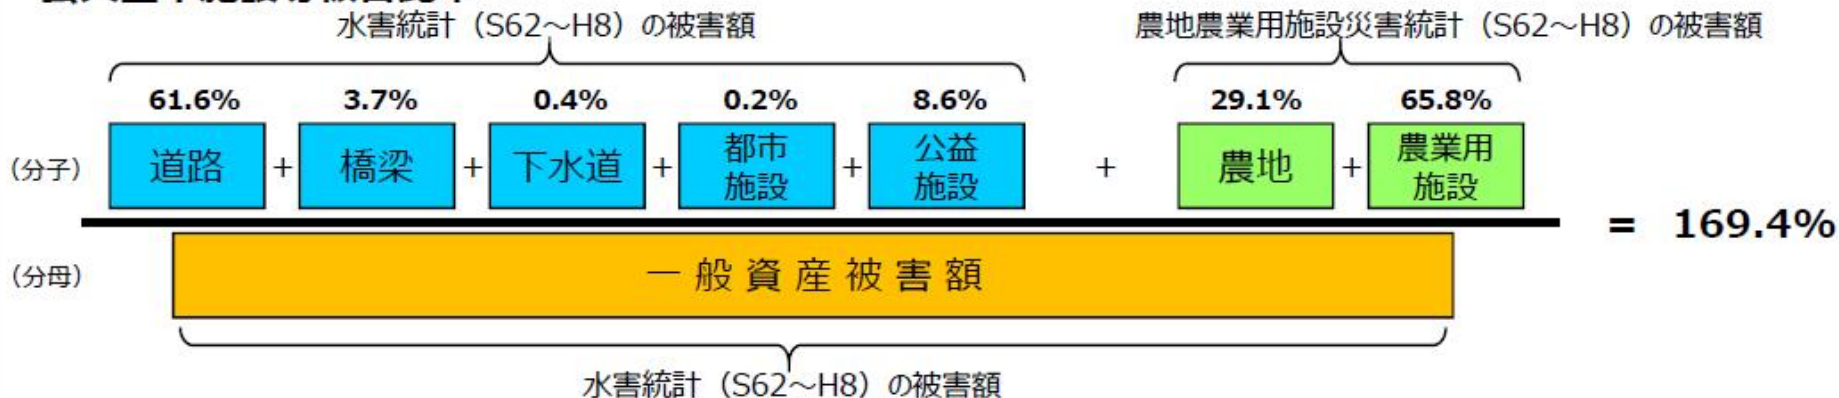 水害統計（S62～H8）の被害額
農地農業用施設災害統計（S62～H8）の被害額
61.6% 3.7% 0.4% 0.2% 8.6% 29.1% 65.8%
（分子） 道路 + 橋梁 + 下水道 + 都市施設 + 公益施設 + 農地 + 農業用施設
= 169.4%
（分母） 一般資産被害額
水害統計（S62～H8）の被害額